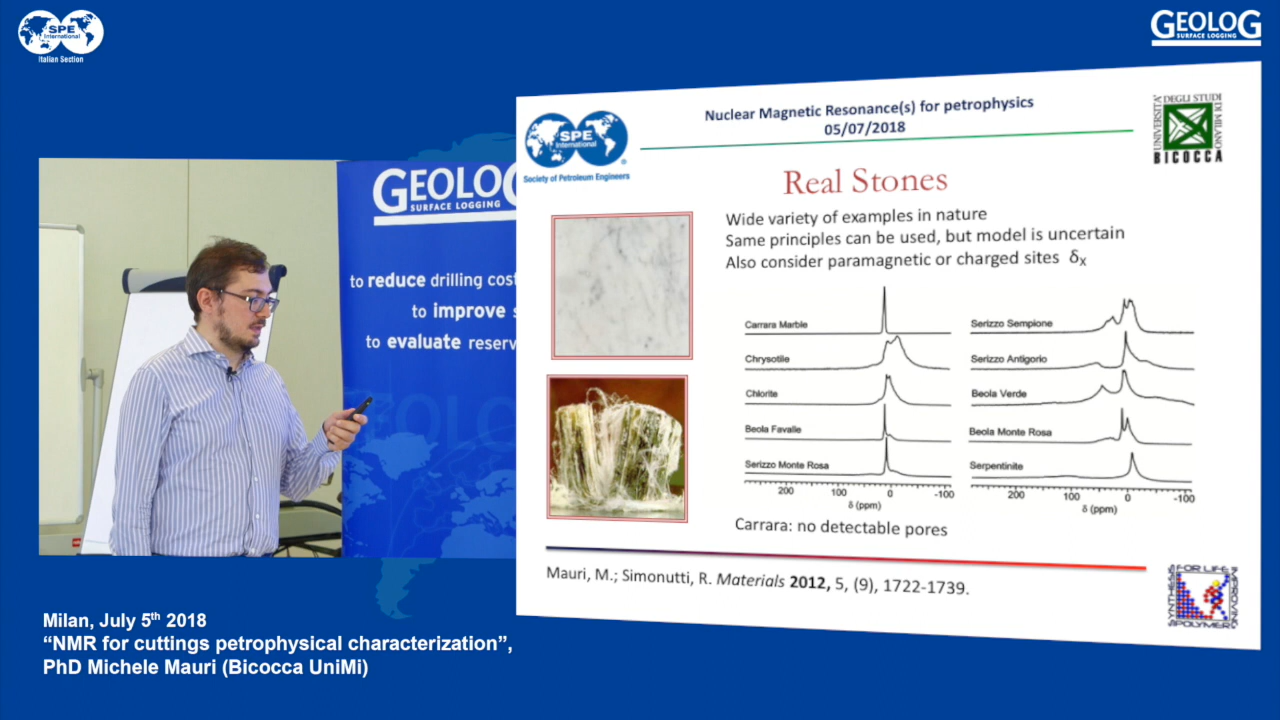 SPE
International
Italian Section
GEOLOG
SURFACE LOGGING
GEOLOG
SURFACE LOGGING
to reduce drilling cost
to improve
to evaluate reserv
SPE
International
Society of Petroleum Engineers
Nuclear Magnetic Resonance(s) for petrophysics
05/07/2018
UNIVERSITA' DEGLI STUDI DI MILANO
BICOCCA
Real Stones
Wide variety of examples in nature
Same principles can be used, but model is uncertain
Also consider paramagnetic or charged sites δx
Carrara Marble
Chrysotile
Chlorite
Beola Favalle
Serizzo Monte Rosa
200 100 0 -100
δ (ppm)
Serizzo Sempione
Serizzo Antigorio
Beola Verde
Beola Monte Rosa
Serpentinite
200 100 0 -100
δ (ppm)
Carrara: no detectable pores
Mauri, M.; Simonutti, R. Materials 2012, 5, (9), 1722-1739.
Milan, July 5th 2018
“NMR for cuttings petrophysical characterization”,
PhD Michele Mauri (Bicocca UniMi)